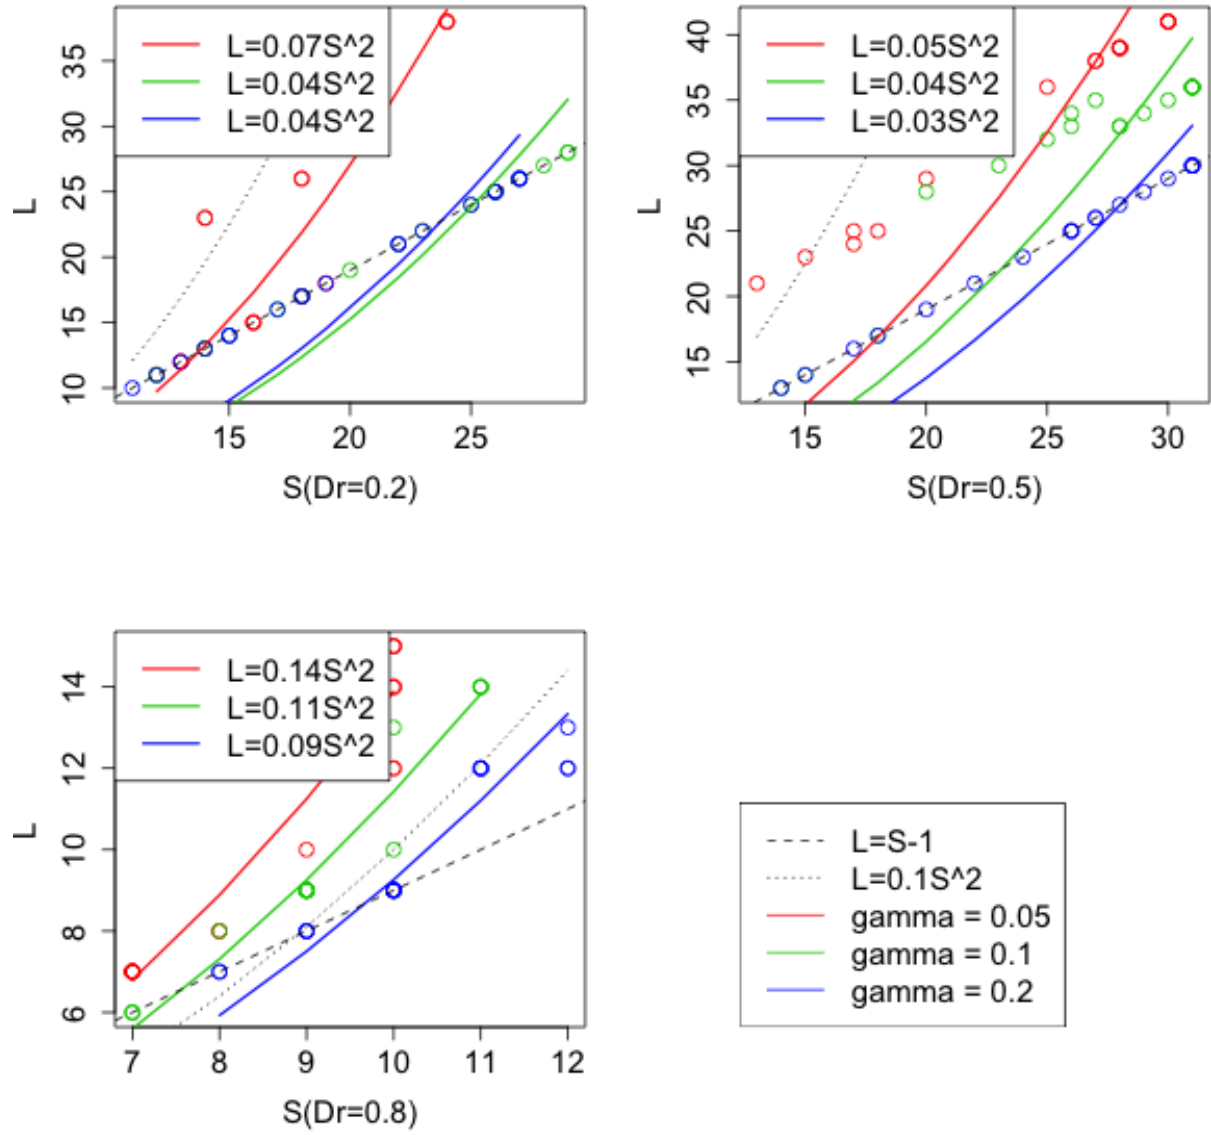 L=0.07S^2
L=0.04S^2
L=0.04S^2
L
10
15
20
25
30
35
15
20
25
S(Dr=0.2)
L=0.05S^2
L=0.04S^2
L=0.03S^2
L
15
20
25
30
35
40
15
20
25
30
S(Dr=0.5)
L=0.14S^2
L=0.11S^2
L=0.09S^2
L
6
8
10
12
14
7
8
9
10
11
12
S(Dr=0.8)
L=S-1
L=0.1S^2
gamma = 0.05
gamma = 0.1
gamma = 0.2